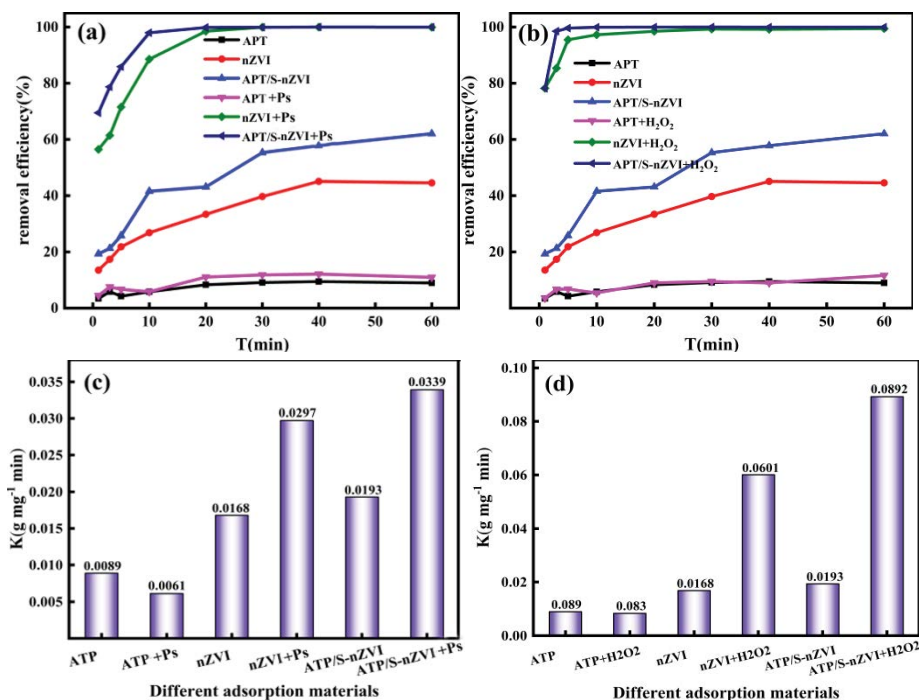 (a)
100
80
60
40
20
0
removal efficiency(%)
APT
nZVI
APT/S-nZVI
APT +Ps
nZVI+Ps
APT/S-nZVI+Ps
0 10 20 30 40 50 60
T(min)
(b)
100
80
60
40
20
0
removal efficiency(%)
APT
nZVI
APT/S-nZVI
APT+H₂O₂
nZVI+H₂O₂
APT/S-nZVI+H₂O₂
0 10 20 30 40 50 60
T(min)
(c)
0.035
0.030
0.025
0.020
0.015
0.010
0.005
K(g mg⁻¹ min)
0.0089
0.0061
0.0168
0.0297
0.0193
0.0339
ATP
ATP +Ps
nZVI
nZVI+Ps
ATP/S-nZVI
ATP/S-nZVI+Ps
Different adsorption materials
(d)
0.10
0.08
0.06
0.04
0.02
0.00
K(g mg⁻¹ min)
0.089
0.083
0.0168
0.0601
0.0193
0.0892
ATP
ATP+H2O2
nZVI
nZVI+H2O2
ATP/S-nZVI
ATP/S-nZVI+H2O2
Different adsorption materials